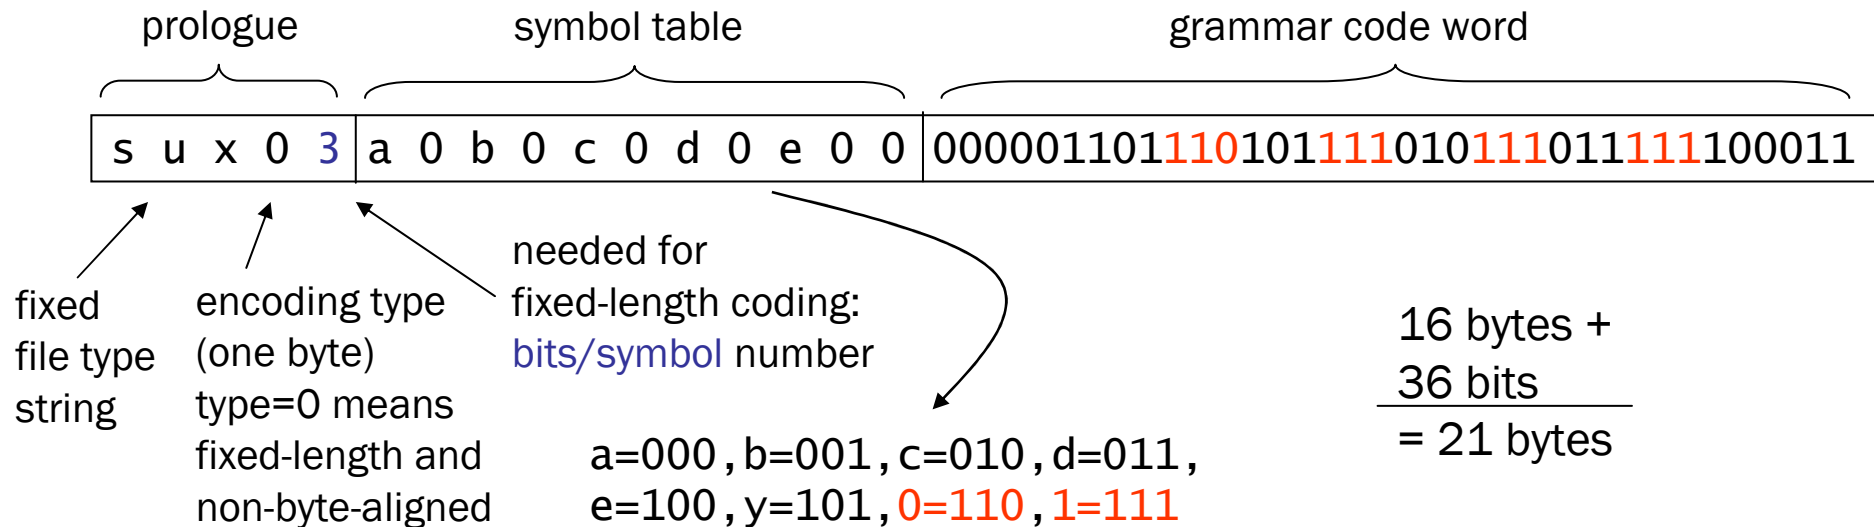 prologue
symbol table
grammar code word
s u x 0 3 a 0 b 0 c 0 d 0 e 0 0 000001101110101111010111011111100011
fixed
file type
string
encoding type
(one byte)
type=0 means
fixed-length and
non-byte-aligned
needed for
fixed-length coding:
bits/symbol number
a=000,b=001,c=010,d=011,
e=100,y=101,0=110,1=111
16 bytes +
36 bits
= 21 bytes